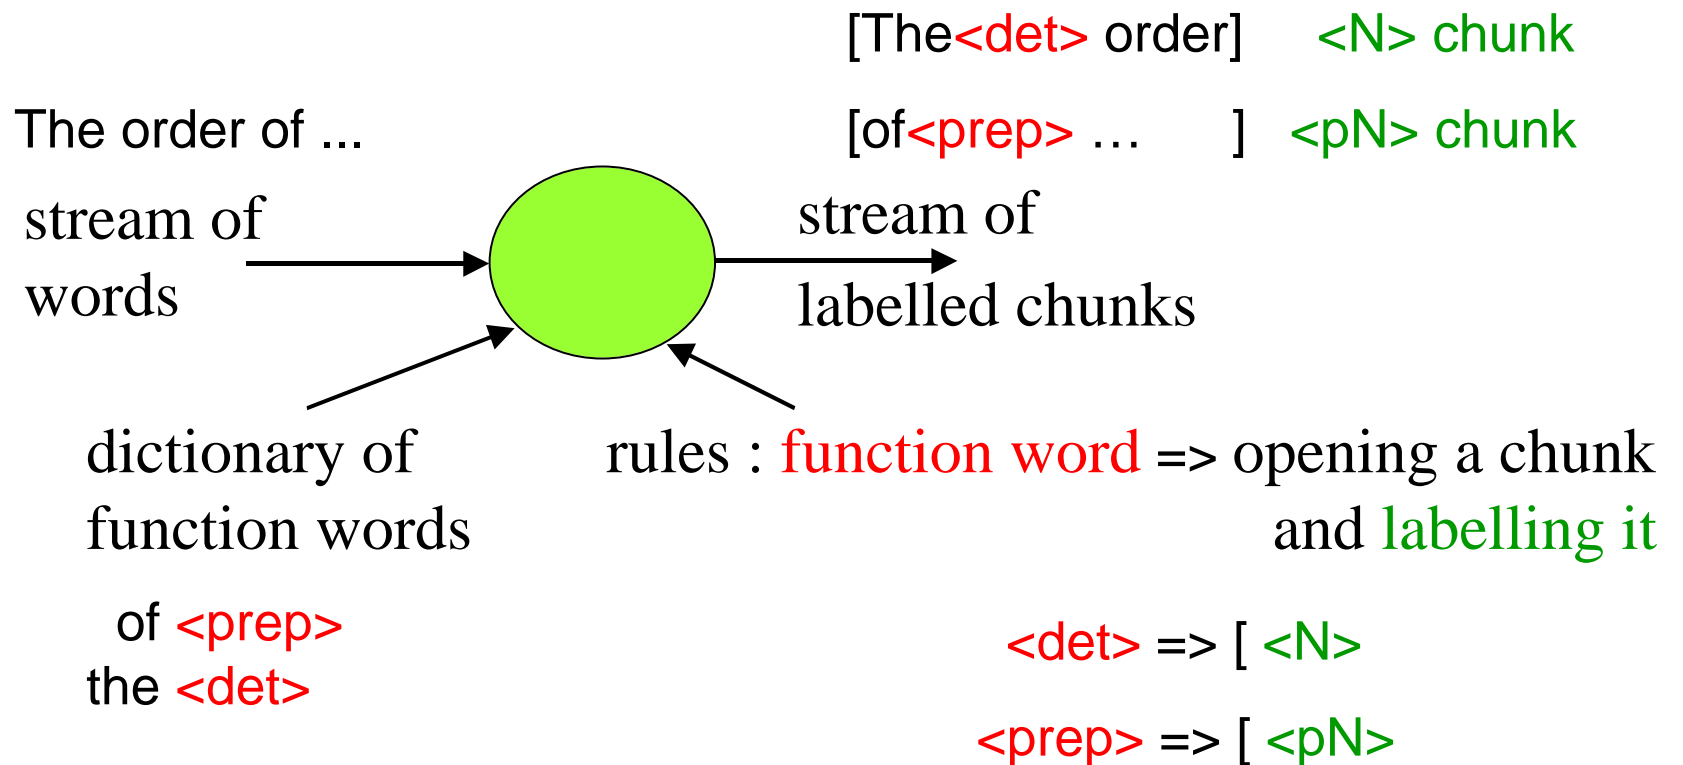 [The<det> order] <N> chunk
The order of ...
[of<prep> … ] <pN> chunk
stream of
words
stream of
labelled chunks
dictionary of
function words
rules : function word => opening a chunk
and labelling it
of <prep>
the <det>
<det> => [ <N>
<prep> => [ <pN>